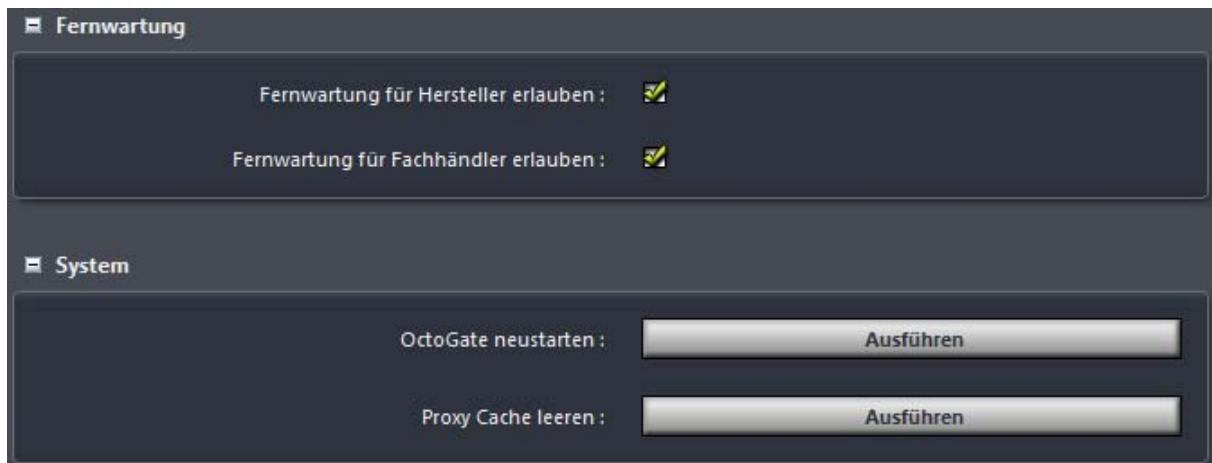 Fernwartung
Fernwartung für Hersteller erlauben :
Fernwartung für Fachhändler erlauben :
System
OctoGate neustarten : Ausführen
Proxy Cache leeren : Ausführen